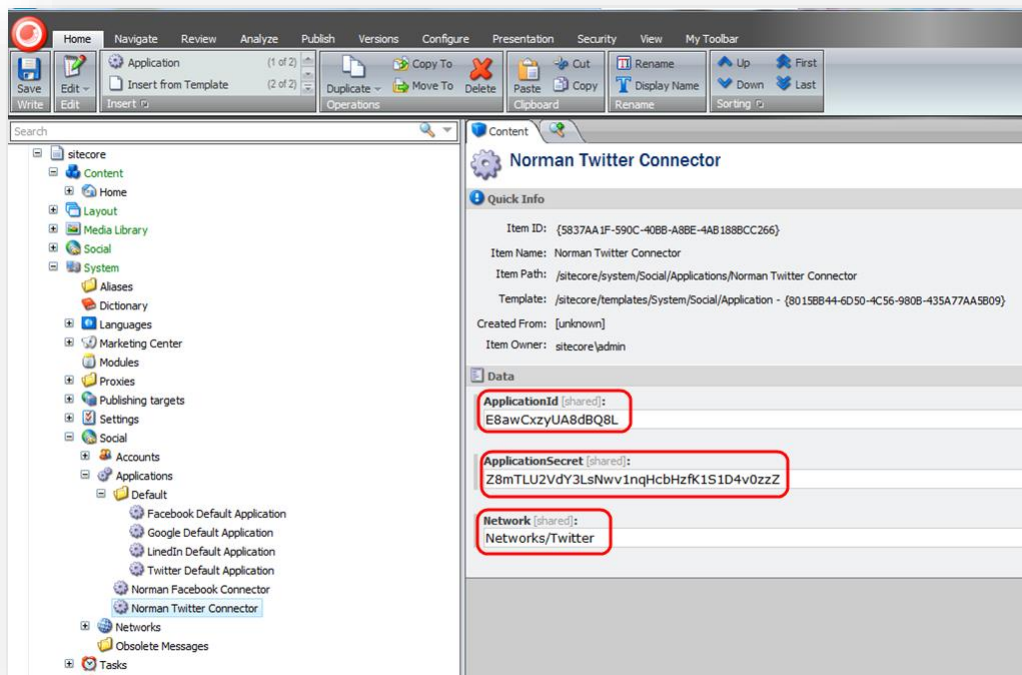 Home Navigate Review Analyze Publish Versions Configure Presentation Security View My Toolbar
Application (1 of 2) Copy To Cut Rename Up First
Save Edit Insert from Template (2 of 2) Duplicate Move To Delete Paste Copy Display Name Down Last
Write Edit Insert Operations Clipboard Rename Sorting
Search
Content
sitecore
Content
Home
Layout
Media Library
Social
System
Aliases
Dictionary
Languages
Marketing Center
Modules
Proxies
Publishing targets
Settings
Social
Accounts
Applications
Default
Facebook Default Application
Google Default Application
LinedIn Default Application
Twitter Default Application
Norman Facebook Connector
Norman Twitter Connector
Networks
Obsolete Messages
Tasks
Norman Twitter Connector
Quick Info
Item ID: {5837AA1F-590C-40BB-A8BE-4AB188BCC266}
Item Name: Norman Twitter Connector
Item Path: /sitecore/system/Social/Applications/Norman Twitter Connector
Template: /sitecore/templates/System/Social/Application - {8015BB44-6D50-4C56-980B-435A77AA5B09}
Created From: [unknown]
Item Owner: sitecore\admin
Data
ApplicationId [shared]:
E8awCxzyUA8dBQ8L
ApplicationSecret [shared]:
Z8mTLU2VdY3LsNwv1nqHcbHzfK1S1D4v0zzZ
Network [shared]:
Networks/Twitter